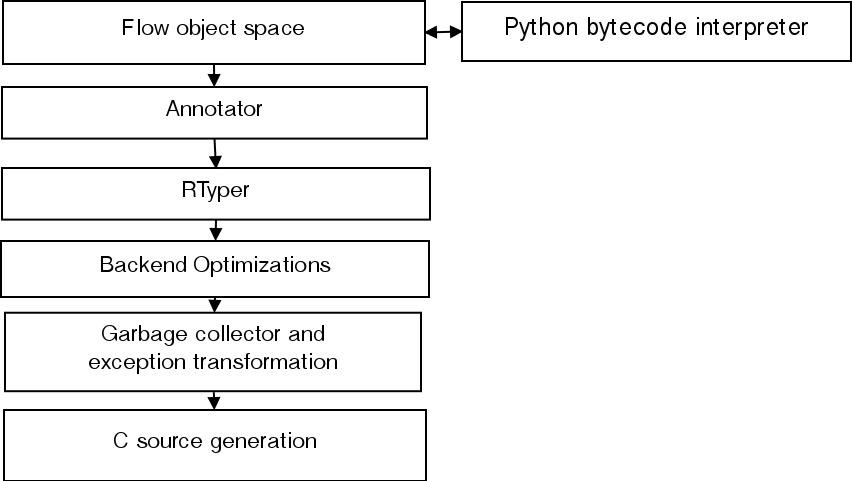 Flow object space
Python bytecode interpreter
Annotator
RTyper
Backend Optimizations
Garbage collector and
exception transformation
C source generation